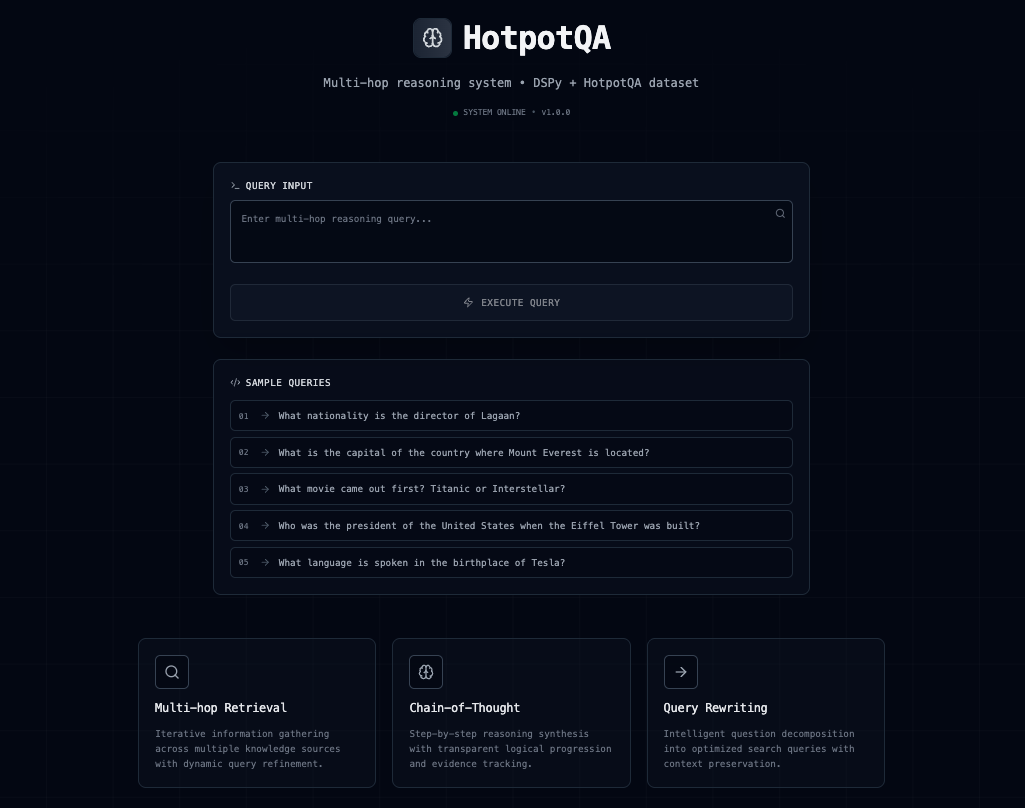 HotpotQA
Multi-hop reasoning system • DSPy + HotpotQA dataset
SYSTEM ONLINE • v1.0.0
QUERY INPUT
Enter multi-hop reasoning query...
EXECUTE QUERY
SAMPLE QUERIES
01 → What nationality is the director of Lagaan?
02 → What is the capital of the country where Mount Everest is located?
03 → What movie came out first? Titanic or Interstellar?
04 → Who was the president of the United States when the Eiffel Tower was built?
05 → What language is spoken in the birthplace of Tesla?
Multi-hop Retrieval
Iterative information gathering
across multiple knowledge sources
with dynamic query refinement.
Chain-of-Thought
Step-by-step reasoning synthesis
with transparent logical progression
and evidence tracking.
Query Rewriting
Intelligent question decomposition
into optimized search queries with
context preservation.